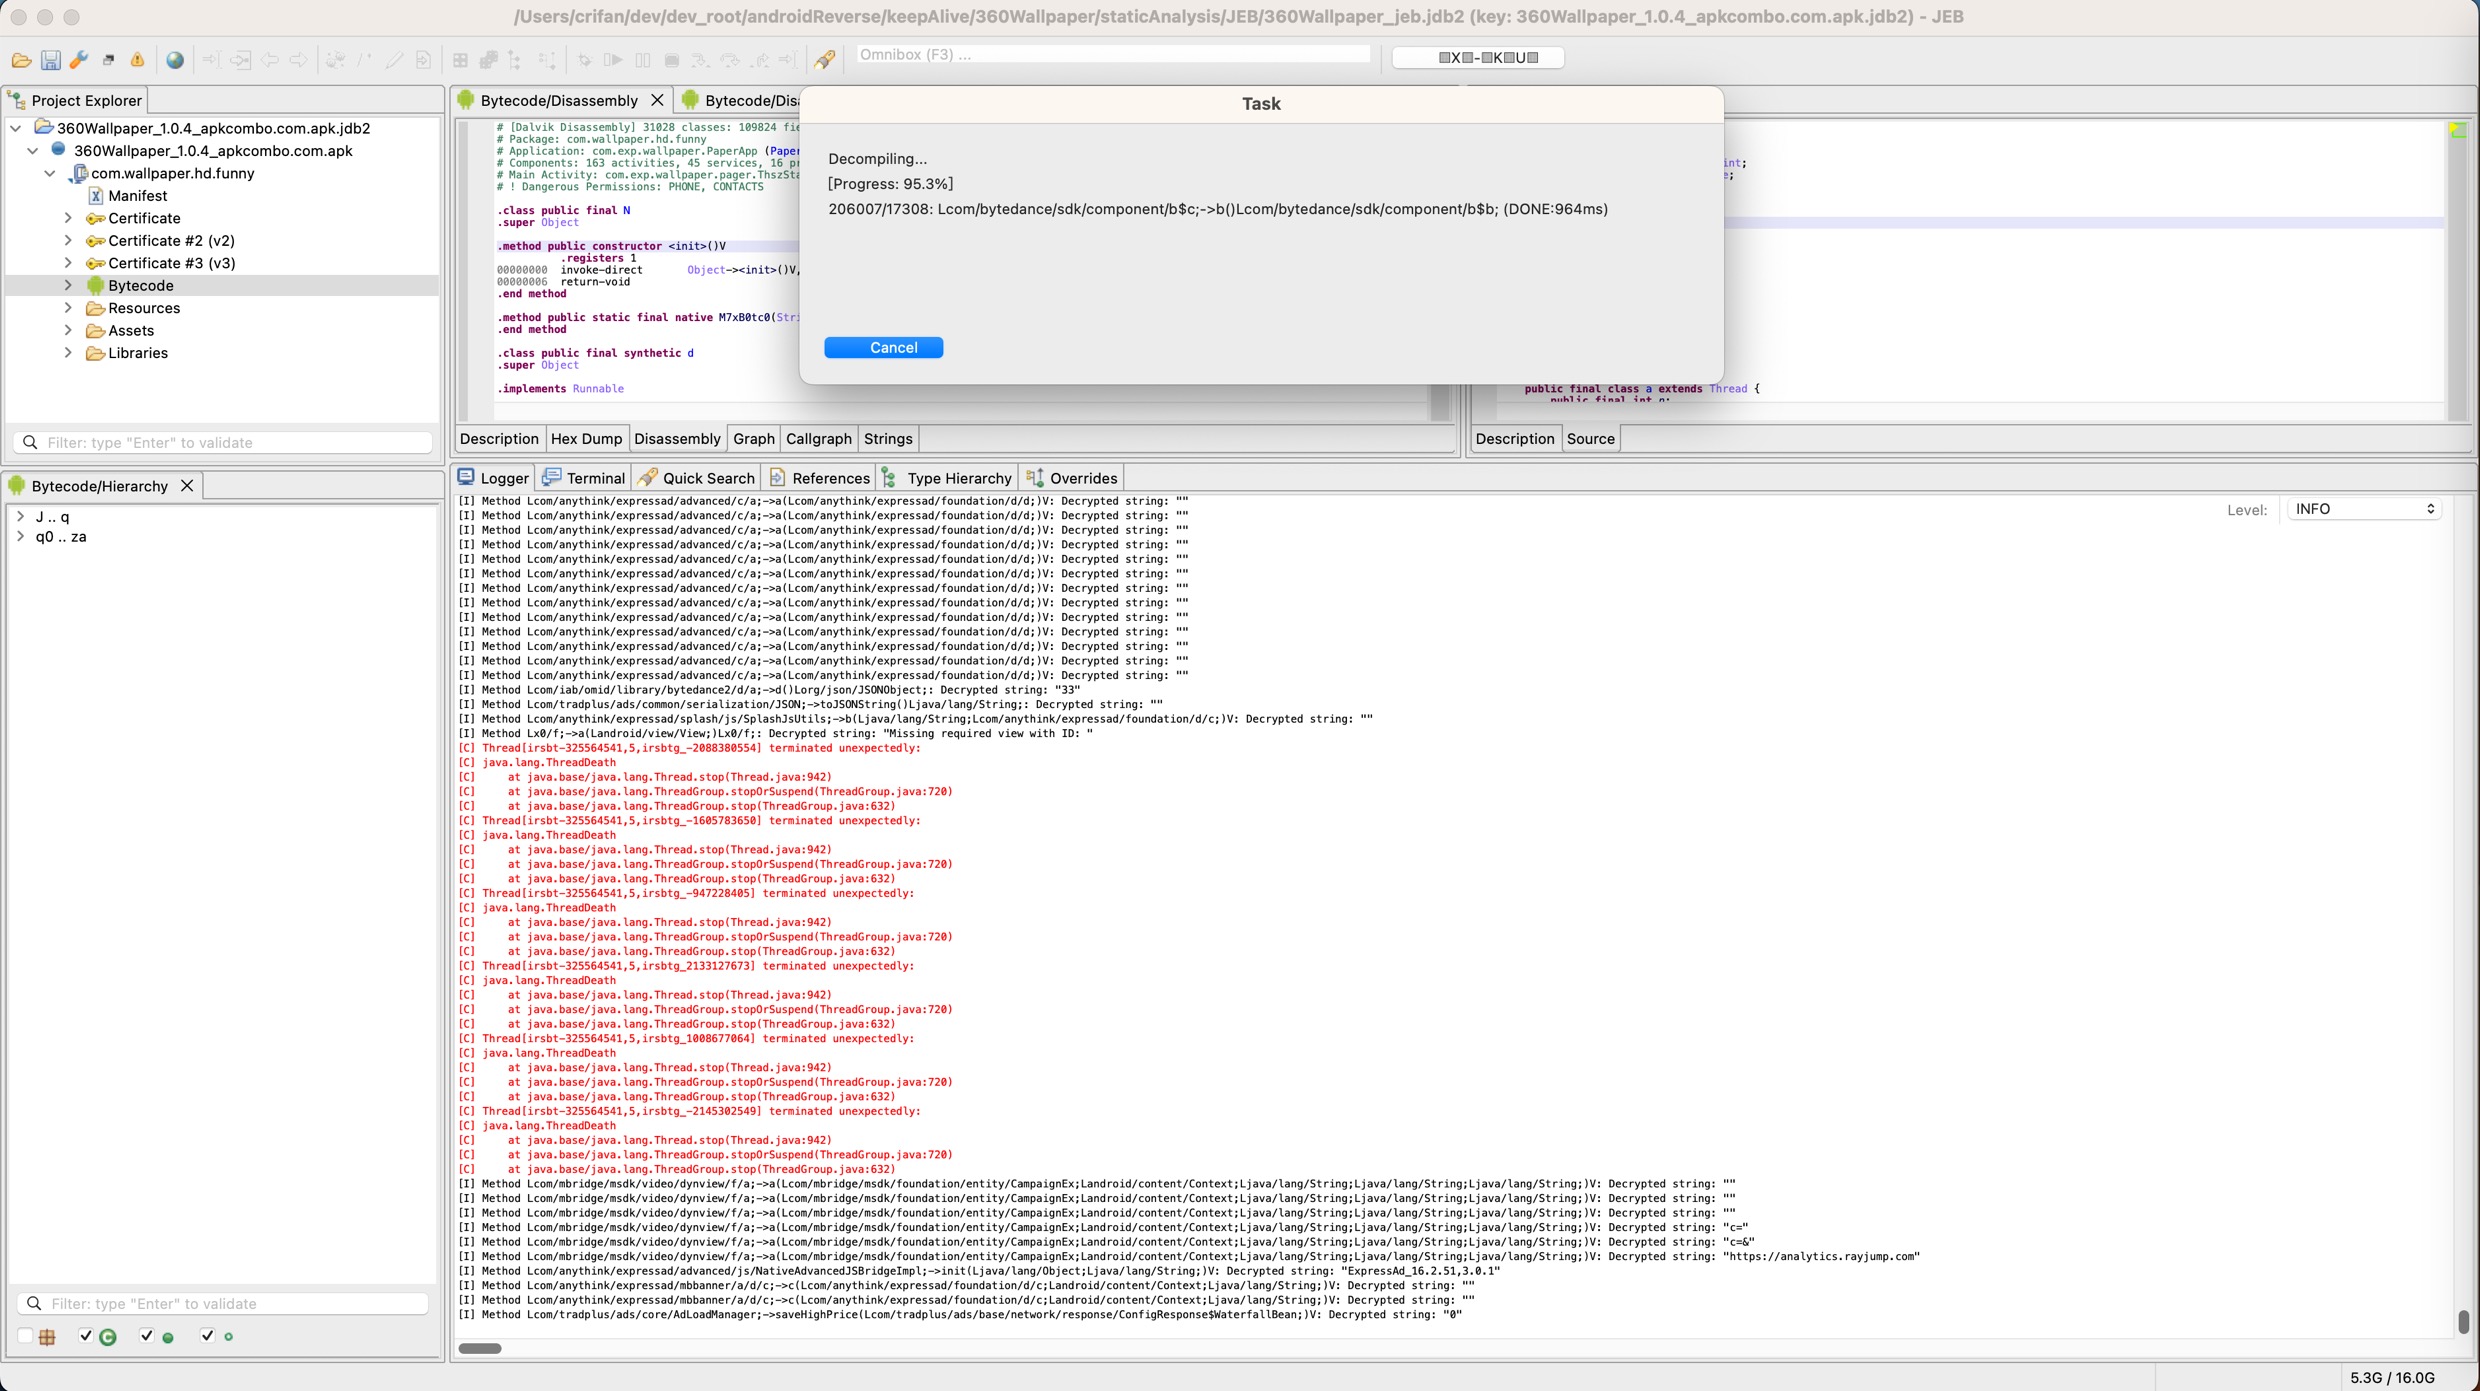 /Users/crifan/dev/dev_root/androidReverse/keepAlive/360Wallpaper/staticAnalysis/JEB/360Wallpaper_jeb.jdb2 (key: 360Wallpaper_1.0.4_apkcombo.com.apk.jdb2) - JEB
Omnibox (F3) ...
X - K U
Project Explorer
360Wallpaper_1.0.4_apkcombo.com.apk.jdb2
360Wallpaper_1.0.4_apkcombo.com.apk
com.wallpaper.hd.funny
Manifest
Certificate
Certificate #2 (v2)
Certificate #3 (v3)
Bytecode
Resources
Assets
Libraries
Filter: type "Enter" to validate
Bytecode/Disassembly
Bytecode/Disa
# [Dalvik Disassembly] 31028 classes: 109824 fie
# Package: com.wallpaper.hd.funny
# Application: com.exp.wallpaper.PaperApp (Paper
# Components: 163 activities, 45 services, 16 pr
# Main Activity: com.exp.wallpaper.pager.ThszSta
# ! Dangerous Permissions: PHONE, CONTACTS
.class public final N
.super Object
.method public constructor <init>()V
.registers 1
00000000 invoke-direct Object-><init>()V,
00000006 return-void
.end method
.method public static final native M7xB0tc0(Stri
.end method
.class public final synthetic d
.super Object
.implements Runnable
Description
Hex Dump
Disassembly
Graph
Callgraph
Strings
Task
Decompiling...
[Progress: 95.3%]
206007/17308: Lcom/bytedance/sdk/component/b$c;->b()Lcom/bytedance/sdk/component/b$b; (DONE:964ms)
Cancel
int;
e;
public final class a extends Thread {
public final int g;
Description
Source
Bytecode/Hierarchy
J .. q
q0 .. za
Filter: type "Enter" to validate
Logger
Terminal
Quick Search
References
Type Hierarchy
Overrides
Level:
INFO
[I] Method Lcom/anythink/expressad/advanced/c/a;->a(Lcom/anythink/expressad/foundation/d/d;)V: Decrypted string: ""
[I] Method Lcom/anythink/expressad/advanced/c/a;->a(Lcom/anythink/expressad/foundation/d/d;)V: Decrypted string: ""
[I] Method Lcom/anythink/expressad/advanced/c/a;->a(Lcom/anythink/expressad/foundation/d/d;)V: Decrypted string: ""
[I] Method Lcom/anythink/expressad/advanced/c/a;->a(Lcom/anythink/expressad/foundation/d/d;)V: Decrypted string: ""
[I] Method Lcom/anythink/expressad/advanced/c/a;->a(Lcom/anythink/expressad/foundation/d/d;)V: Decrypted string: ""
[I] Method Lcom/anythink/expressad/advanced/c/a;->a(Lcom/anythink/expressad/foundation/d/d;)V: Decrypted string: ""
[I] Method Lcom/anythink/expressad/advanced/c/a;->a(Lcom/anythink/expressad/foundation/d/d;)V: Decrypted string: ""
[I] Method Lcom/anythink/expressad/advanced/c/a;->a(Lcom/anythink/expressad/foundation/d/d;)V: Decrypted string: ""
[I] Method Lcom/anythink/expressad/advanced/c/a;->a(Lcom/anythink/expressad/foundation/d/d;)V: Decrypted string: ""
[I] Method Lcom/anythink/expressad/advanced/c/a;->a(Lcom/anythink/expressad/foundation/d/d;)V: Decrypted string: ""
[I] Method Lcom/anythink/expressad/advanced/c/a;->a(Lcom/anythink/expressad/foundation/d/d;)V: Decrypted string: ""
[I] Method Lcom/anythink/expressad/advanced/c/a;->a(Lcom/anythink/expressad/foundation/d/d;)V: Decrypted string: ""
[I] Method Lcom/anythink/expressad/advanced/c/a;->a(Lcom/anythink/expressad/foundation/d/d;)V: Decrypted string: ""
[I] Method Lcom/iab/omid/library/bytedance2/d/a;->d()Lorg/json/JSONObject;: Decrypted string: "33"
[I] Method Lcom/tradplus/ads/common/serialization/JSON;->toJSONString()Ljava/lang/String;: Decrypted string: ""
[I] Method Lcom/anythink/expressad/splash/js/SplashJsUtils;->b(Ljava/lang/String;Lcom/anythink/expressad/foundation/d/c;)V: Decrypted string: ""
[I] Method Lx0/f;->a(Landroid/view/View;)Lx0/f;: Decrypted string: "Missing required view with ID: "
[C] Thread[irsbt-325564541,5,irsbtg_-2088380554] terminated unexpectedly:
[C] java.lang.ThreadDeath
[C] at java.base/java.lang.Thread.stop(Thread.java:942)
[C] at java.base/java.lang.ThreadGroup.stopOrSuspend(ThreadGroup.java:720)
[C] at java.base/java.lang.ThreadGroup.stop(ThreadGroup.java:632)
[C] Thread[irsbt-325564541,5,irsbtg_-1605783650] terminated unexpectedly:
[C] java.lang.ThreadDeath
[C] at java.base/java.lang.Thread.stop(Thread.java:942)
[C] at java.base/java.lang.ThreadGroup.stopOrSuspend(ThreadGroup.java:720)
[C] at java.base/java.lang.ThreadGroup.stop(ThreadGroup.java:632)
[C] Thread[irsbt-325564541,5,irsbtg_-947228405] terminated unexpectedly:
[C] java.lang.ThreadDeath
[C] at java.base/java.lang.Thread.stop(Thread.java:942)
[C] at java.base/java.lang.ThreadGroup.stopOrSuspend(ThreadGroup.java:720)
[C] at java.base/java.lang.ThreadGroup.stop(ThreadGroup.java:632)
[C] Thread[irsbt-325564541,5,irsbtg_2133127673] terminated unexpectedly:
[C] java.lang.ThreadDeath
[C] at java.base/java.lang.Thread.stop(Thread.java:942)
[C] at java.base/java.lang.ThreadGroup.stopOrSuspend(ThreadGroup.java:720)
[C] at java.base/java.lang.ThreadGroup.stop(ThreadGroup.java:632)
[C] Thread[irsbt-325564541,5,irsbtg_1008677064] terminated unexpectedly:
[C] java.lang.ThreadDeath
[C] at java.base/java.lang.Thread.stop(Thread.java:942)
[C] at java.base/java.lang.ThreadGroup.stopOrSuspend(ThreadGroup.java:720)
[C] at java.base/java.lang.ThreadGroup.stop(ThreadGroup.java:632)
[C] Thread[irsbt-325564541,5,irsbtg_-2145302549] terminated unexpectedly:
[C] java.lang.ThreadDeath
[C] at java.base/java.lang.Thread.stop(Thread.java:942)
[C] at java.base/java.lang.ThreadGroup.stopOrSuspend(ThreadGroup.java:720)
[C] at java.base/java.lang.ThreadGroup.stop(ThreadGroup.java:632)
[I] Method Lcom/mbridge/msdk/video/dynview/f/a;->a(Lcom/mbridge/msdk/foundation/entity/CampaignEx;Landroid/content/Context;Ljava/lang/String;Ljava/lang/String;Ljava/lang/String;)V: Decrypted string: ""
[I] Method Lcom/mbridge/msdk/video/dynview/f/a;->a(Lcom/mbridge/msdk/foundation/entity/CampaignEx;Landroid/content/Context;Ljava/lang/String;Ljava/lang/String;Ljava/lang/String;)V: Decrypted string: ""
[I] Method Lcom/mbridge/msdk/video/dynview/f/a;->a(Lcom/mbridge/msdk/foundation/entity/CampaignEx;Landroid/content/Context;Ljava/lang/String;Ljava/lang/String;Ljava/lang/String;)V: Decrypted string: ""
[I] Method Lcom/mbridge/msdk/video/dynview/f/a;->a(Lcom/mbridge/msdk/foundation/entity/CampaignEx;Landroid/content/Context;Ljava/lang/String;Ljava/lang/String;Ljava/lang/String;)V: Decrypted string: "c="
[I] Method Lcom/mbridge/msdk/video/dynview/f/a;->a(Lcom/mbridge/msdk/foundation/entity/CampaignEx;Landroid/content/Context;Ljava/lang/String;Ljava/lang/String;Ljava/lang/String;)V: Decrypted string: "c=&"
[I] Method Lcom/mbridge/msdk/video/dynview/f/a;->a(Lcom/mbridge/msdk/foundation/entity/CampaignEx;Landroid/content/Context;Ljava/lang/String;Ljava/lang/String;Ljava/lang/String;)V: Decrypted string: "https://analytics.rayjump.com"
[I] Method Lcom/anythink/expressad/advanced/js/NativeAdvancedJSBridgeImpl;->init(Ljava/lang/Object;Ljava/lang/String;)V: Decrypted string: "ExpressAd_16.2.51,3.0.1"
[I] Method Lcom/anythink/expressad/mbbanner/a/d/c;->c(Lcom/anythink/expressad/foundation/d/c;Landroid/content/Context;Ljava/lang/String;)V: Decrypted string: ""
[I] Method Lcom/anythink/expressad/mbbanner/a/d/c;->c(Lcom/anythink/expressad/foundation/d/c;Landroid/content/Context;Ljava/lang/String;)V: Decrypted string: ""
[I] Method Lcom/tradplus/ads/core/AdLoadManager;->saveHighPrice(Lcom/tradplus/ads/base/network/response/ConfigResponse$WaterfallBean;)V: Decrypted string: "0"
5.3G / 16.0G